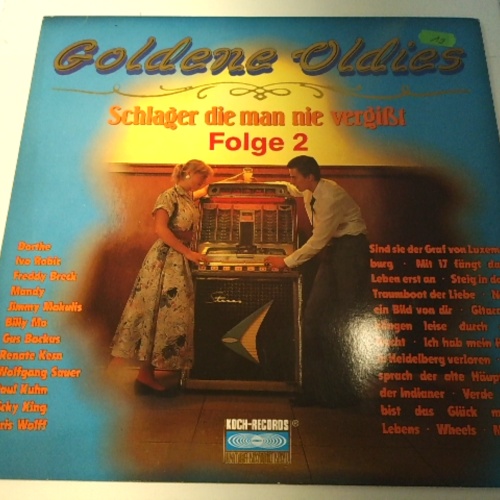 Goldene Oldies
Schlager die man nie vergißt
Folge 2
Dorthe
Ivo Robic
Freddy Breck
Mandy
Jimmy Makulis
Billy Mo
Gus Backus
Renate Kern
Wolfgang Sauer
Paul Kuhn
Ricky King
Chris Wolff
Sind sie der Graf von Luxem
burg · Mit 17 fängt da
Leben erst an · Steig in de
Traumboot der Liebe ·
ein Bild von dir · Gitar
klingen leise durch
Nacht · Ich hab mein
Heidelberg verloren
sprach der alte Häup
der Indianer · Verde
bist das Glück m
Lebens · Wheels ·
KOCH-RECORDS®
INTERNATIONAL